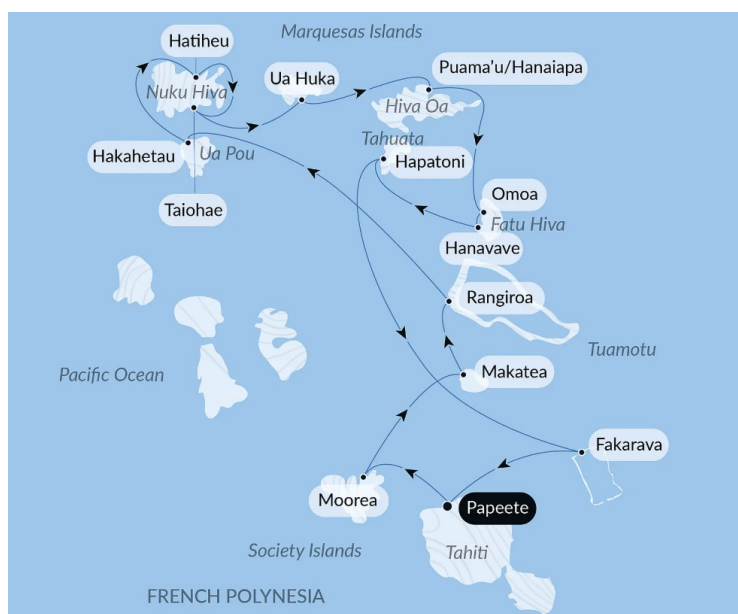 Marquesas Islands
Hatiheu
Puama'u/Hanaiapa
Ua Huka
Nuku Hiva
Hiva Oa
Tahuata
Hakahetau
Ua Pou
Hapatoni
Omoa
Taiohae
Fatu Hiva
Hanavave
Rangiroa
Tuamotu
Pacific Ocean
Makatea
Fakarava
Moorea
Papeete
Society Islands
Tahiti
FRENCH POLYNESIA